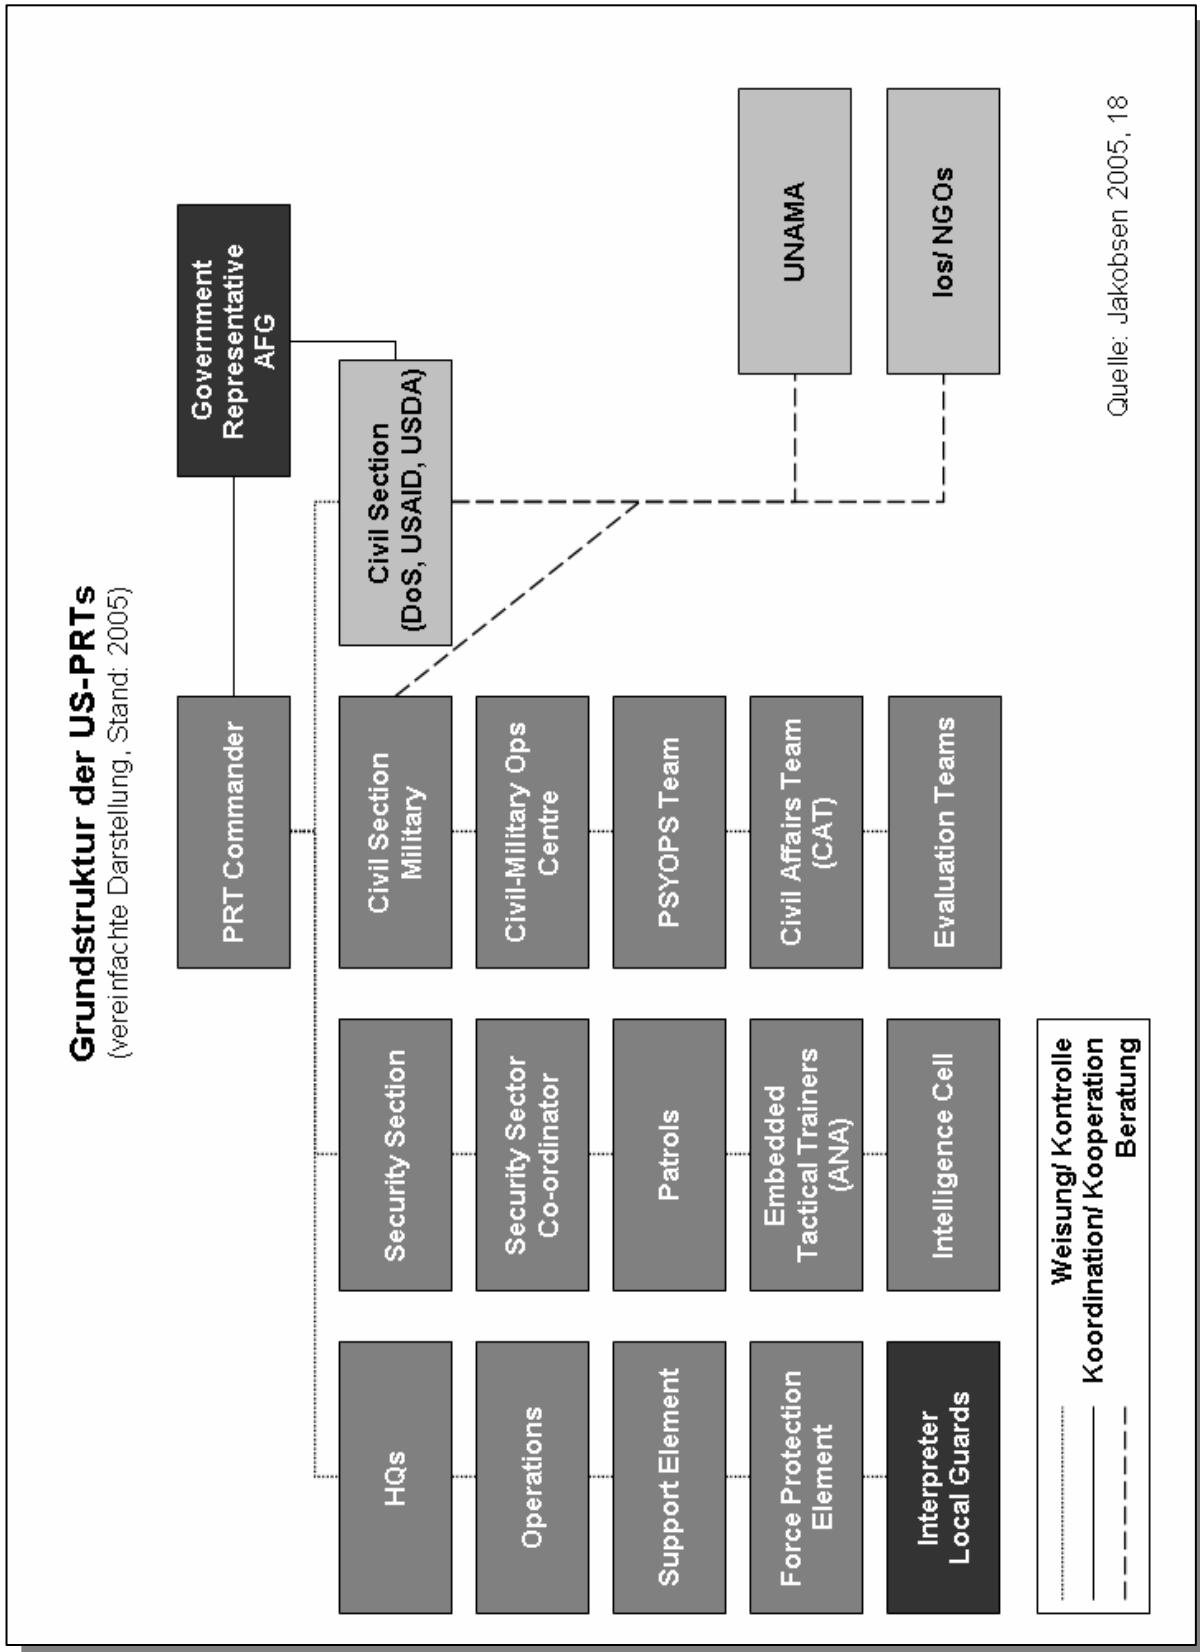 Grundstruktur der US-PRTs
(vereinfachte Darstellung, Stand: 2005)
PRT Commander
Government
Representative
AFG
HQs
Security Section
Civil Section
Military
Civil Section
(DoS, USAID, USDA)
Operations
Security Sector
Co-ordinator
Civil-Military Ops
Centre
Support Element
Patrols
PSYOPS Team
Force Protection
Element
Embedded
Tactical Trainers
(ANA)
Civil Affairs Team
(CAT)
UNAMA
Interpreter
Local Guards
Intelligence Cell
Evaluation Teams
Ios/ NGOs
Weisung/ Kontrolle
Koordination/ Kooperation
Beratung
Quelle: Jakobsen 2005, 18